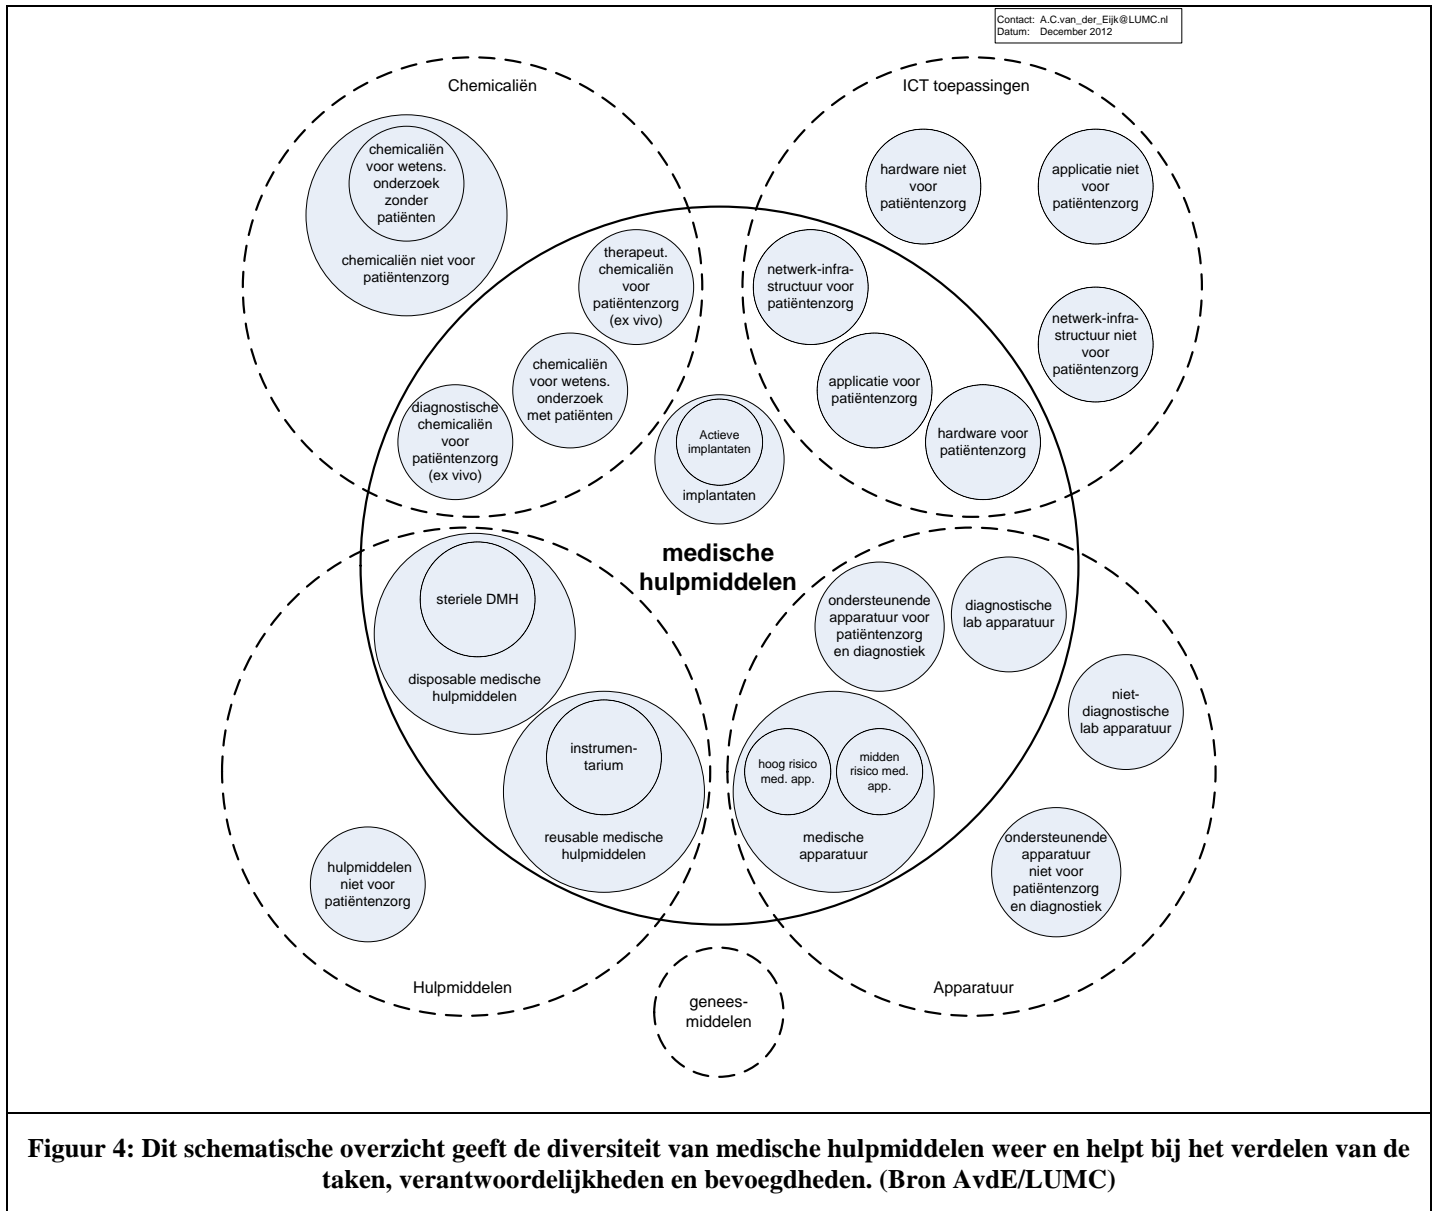 Contact: A.C.van_der_Eijk@LUMC.nl
Datum: December 2012
Chemicaliën
ICT toepassingen
chemicaliën
voor wetens.
onderzoek
zonder
patiënten
chemicaliën niet voor
patiëntenzorg
hardware niet
voor
patiëntenzorg
applicatie niet
voor
patiëntenzorg
therapeut.
chemicaliën
voor
patiëntenzorg
(ex vivo)
netwerk-infra-
structuur voor
patiëntenzorg
netwerk-infra-
structuur niet
voor
patiëntenzorg
chemicaliën
voor wetens.
onderzoek
met patiënten
applicatie voor
patiëntenzorg
diagnostische
chemicaliën
voor
patiëntenzorg
(ex vivo)
Actieve
implantaten
implantaten
hardware voor
patiëntenzorg
medische
hulpmiddelen
steriele DMH
disposable medische
hulpmiddelen
ondersteunende
apparatuur voor
patiëntenzorg
en diagnostiek
diagnostische
lab apparatuur
niet-
diagnostische
lab apparatuur
instrumen-
tarium
reusable medische
hulpmiddelen
hoog risico
med. app.
midden
risico med.
app.
medische
apparatuur
hulpmiddelen
niet voor
patiëntenzorg
ondersteunende
apparatuur
niet voor
patiëntenzorg
en diagnostiek
Hulpmiddelen
Apparatuur
genees-
middelen
Figuur 4: Dit schematische overzicht geeft de diversiteit van medische hulpmiddelen weer en helpt bij het verdelen van de
taken, verantwoordelijkheden en bevoegdheden. (Bron AvdE/LUMC)